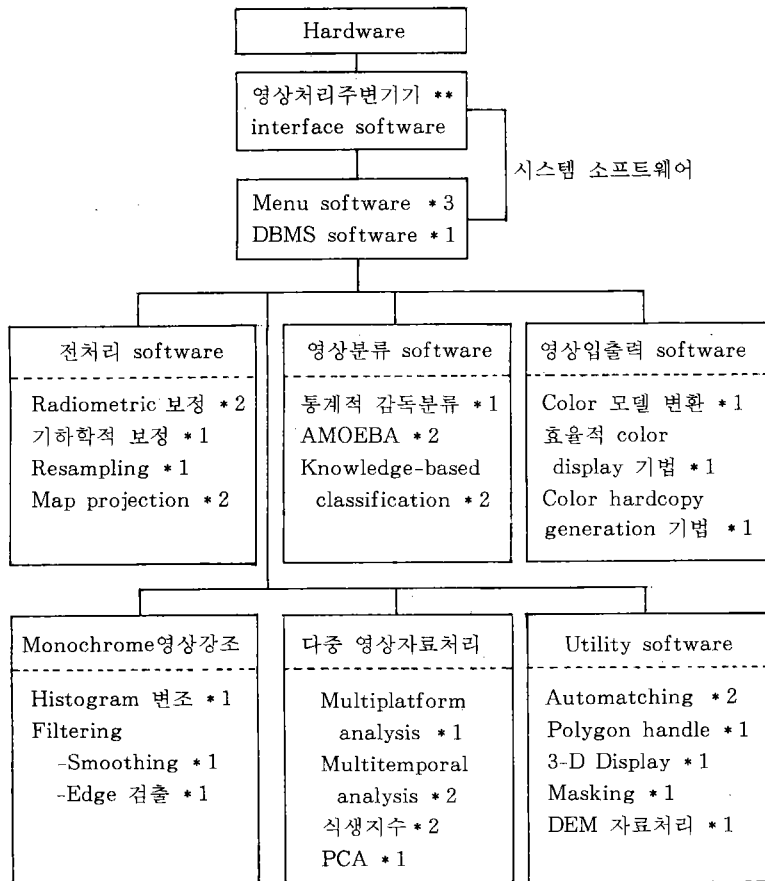 Hardware
영상처리주변기기 **
interface software
시스템 소프트웨어
Menu software *3
DBMS software *1
전처리 software
Radiometric 보정 *2
기하학적 보정 *1
Resampling *1
Map projection *2
영상분류 software
통계적 감독분류 *1
AMOEBA *2
Knowledge-based
classification *2
영상입출력 software
Color 모델 변환 *1
효율적 color
display 기법 *1
Color hardcopy
generation 기법 *1
Monochrome영상강조
Histogram 변조 *1
Filtering
-Smoothing *1
-Edge 검출 *1
다중 영상자료처리
Multiplatform
analysis *1
Multitemporal
analysis *2
식생지수 *2
PCA *1
Utility software
Automatching *2
Polygon handle *1
3-D Display *1
Masking *1
DEM 자료처리 *1